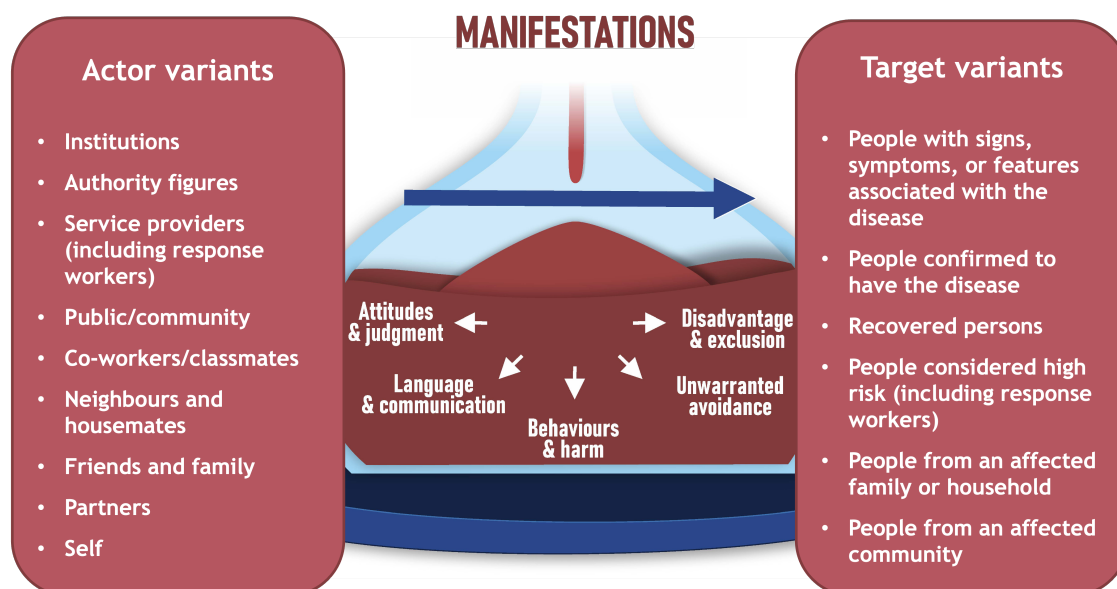 MANIFESTATIONS
Actor variants
• Institutions
• Authority figures
• Service providers
(including response
workers)
• Public/community
• Co-workers/classmates
• Neighbours and
housemates
• Friends and family
• Partners
• Self
Attitudes
& judgment
Language
& communication
Behaviours
& harm
Unwarranted
avoidance
Disadvantage
& exclusion
Target variants
• People with signs,
symptoms, or features
associated with the
disease
• People confirmed to
have the disease
• Recovered persons
• People considered high
risk (including response
workers)
• People from an affected
family or household
• People from an affected
community